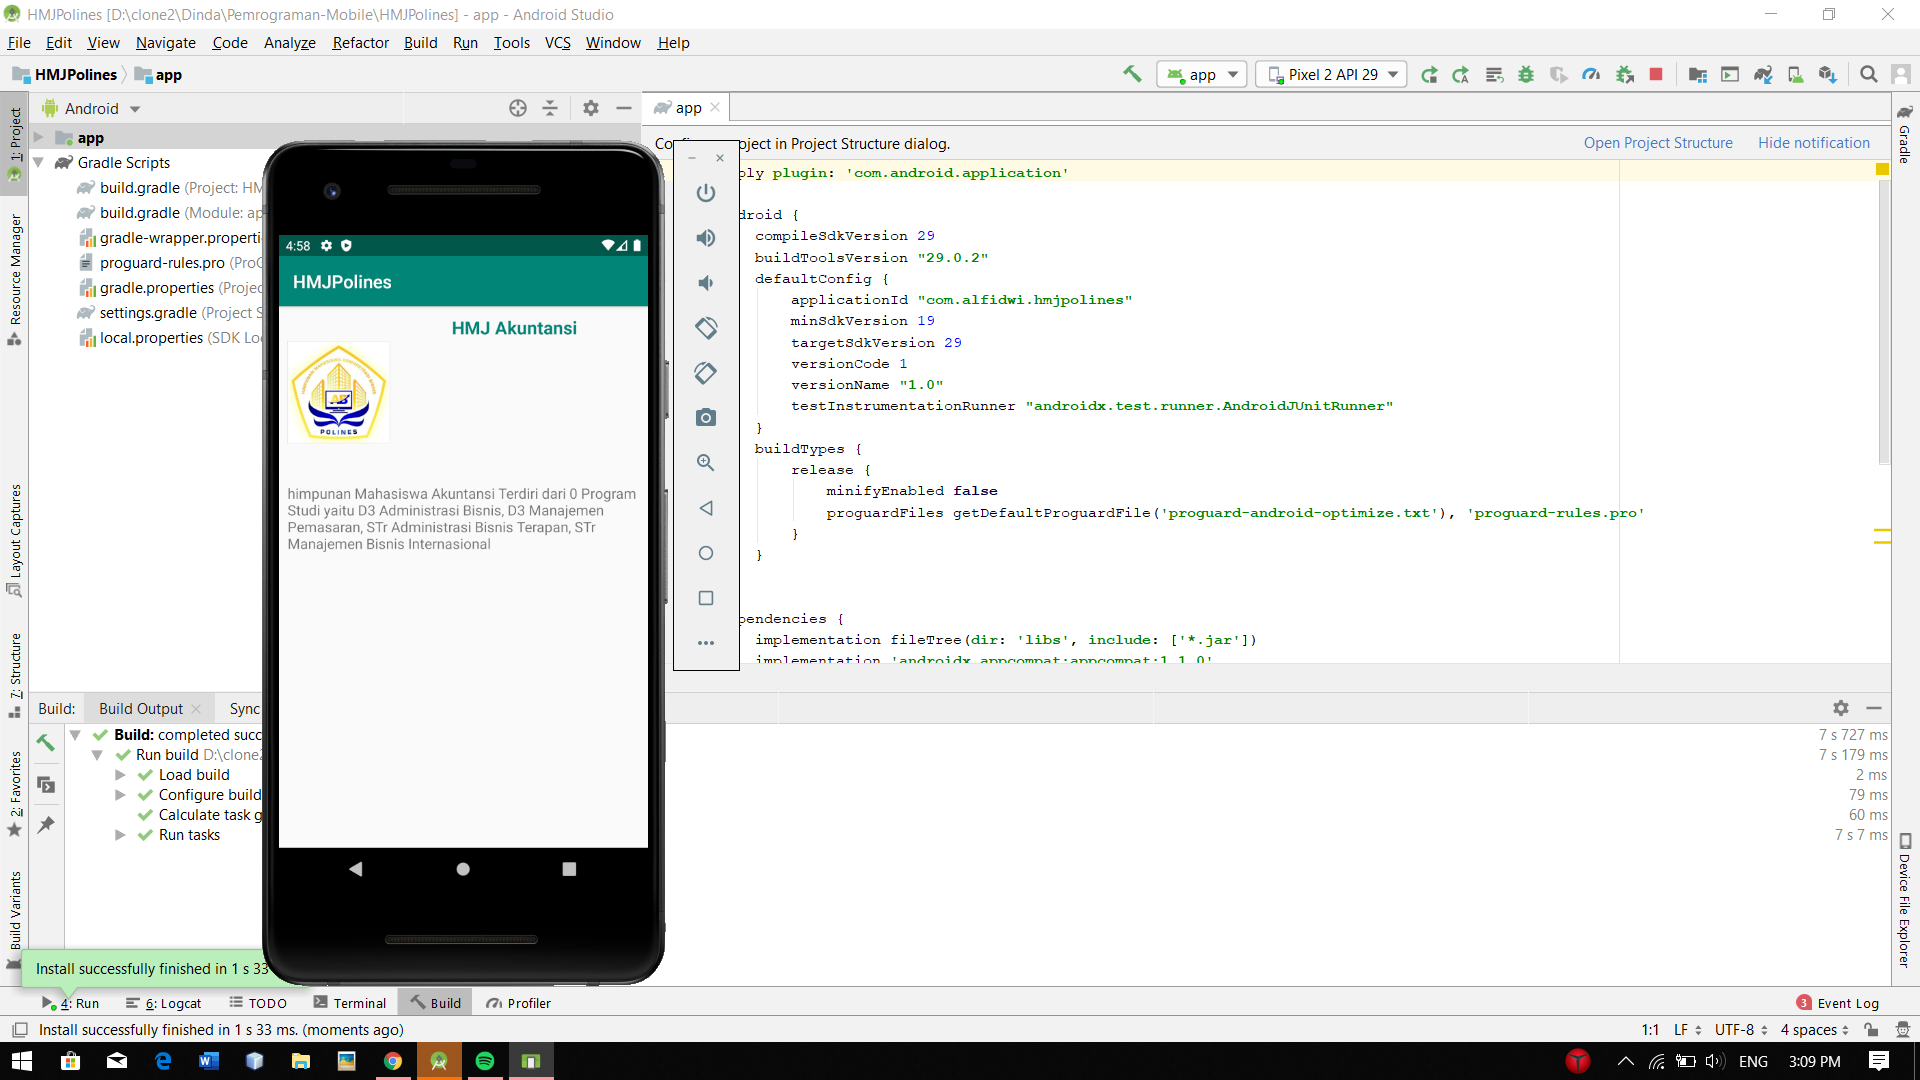 HMJPolines [D:\clone2\Dinda\Pemrograman-Mobile\HMJPolines] - app - Android Studio
File Edit View Navigate Code Analyze Refactor Build Run Tools VCS Window Help
HMJPolines app
app Pixel 2 API 29
Android
app
1: Project
Resource Manager
Layout Captures
7: Structure
2: Favorites
Build Variants
app
Gradle Scripts
build.gradle (Project: HM
build.gradle (Module: ap
gradle-wrapper.properti
proguard-rules.pro (ProG
gradle.properties (Projec
settings.gradle (Project S
local.properties (SDK Loc
4:58
HMJPolines
HMJ Akuntansi
POLINES
himpunan Mahasiswa Akuntansi Terdiri dari 0 Program
Studi yaitu D3 Administrasi Bisnis, D3 Manajemen
Pemasaran, STr Administrasi Bisnis Terapan, STr
Manajemen Bisnis Internasional
oject in Project Structure dialog.
Open Project Structure Hide notification
ply plugin: 'com.android.application'
droid {
compileSdkVersion 29
buildToolsVersion "29.0.2"
defaultConfig {
applicationId "com.alfidwi.hmjpolines"
minSdkVersion 19
targetSdkVersion 29
versionCode 1
versionName "1.0"
testInstrumentationRunner "androidx.test.runner.AndroidJUnitRunner"
}
buildTypes {
release {
minifyEnabled false
proguardFiles getDefaultProguardFile('proguard-android-optimize.txt'), 'proguard-rules.pro'
}
}
pendencies {
implementation fileTree(dir: 'libs', include: ['*.jar'])
implementation 'androidx.appcompat:appcompat:1.1.0'
Gradle
Device File Explorer
Build: Build Output Sync
Build: completed succ
7 s 727 ms
Run build D:\clone2
7 s 179 ms
Load build
2 ms
Configure build
79 ms
Calculate task g
60 ms
Run tasks
7 s 7 ms
Install successfully finished in 1 s 33
4: Run 6: Logcat TODO Terminal Build Profiler
3 Event Log
Install successfully finished in 1 s 33 ms. (moments ago)
1:1 LF UTF-8 4 spaces
ENG 3:09 PM